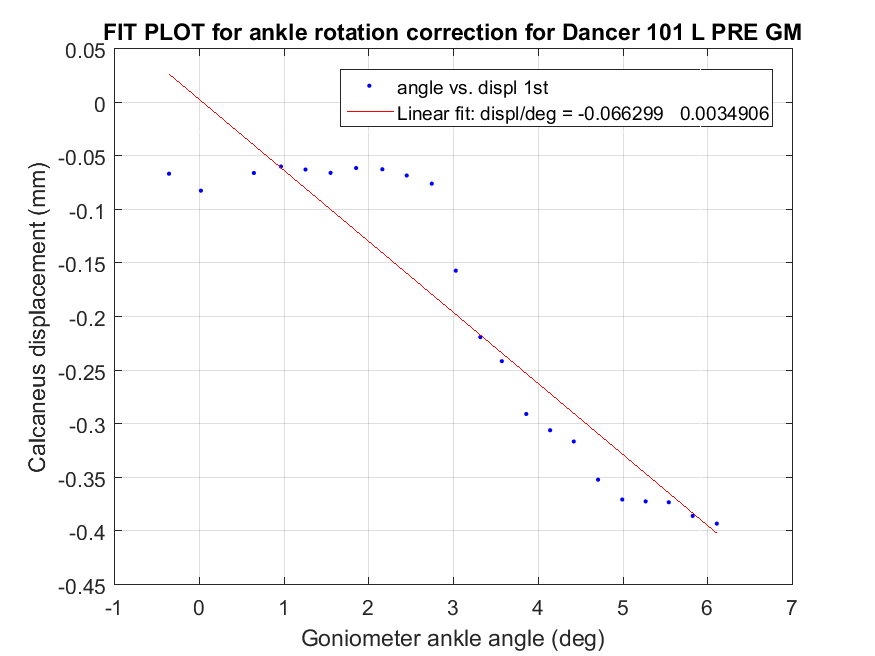 FIT PLOT for ankle rotation correction for Dancer 101 L PRE GM
0.05
0
-0.05
-0.1
-0.15
-0.2
-0.25
-0.3
-0.35
-0.4
-0.45
Calcaneus displacement (mm)
angle vs. displ 1st
Linear fit: displ/deg = -0.066299 0.0034906
-1 0 1 2 3 4 5 6 7
Goniometer ankle angle (deg)